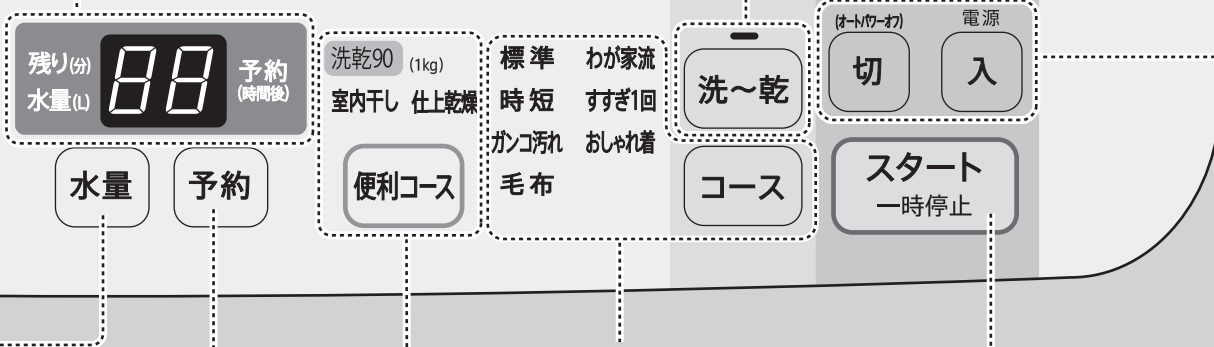 残り(分)
水量(L)
88
予約
(時間後)
水量
予約
洗乾90 (1kg)
室内干し 仕上乾燥
便利コース
標準 わが家流
時短 すすぎ1回
ガンコ汚れ おしゃれ着
毛布
洗～乾
コース
(オートパワーオフ)
切
電源
入
スタート
一時停止